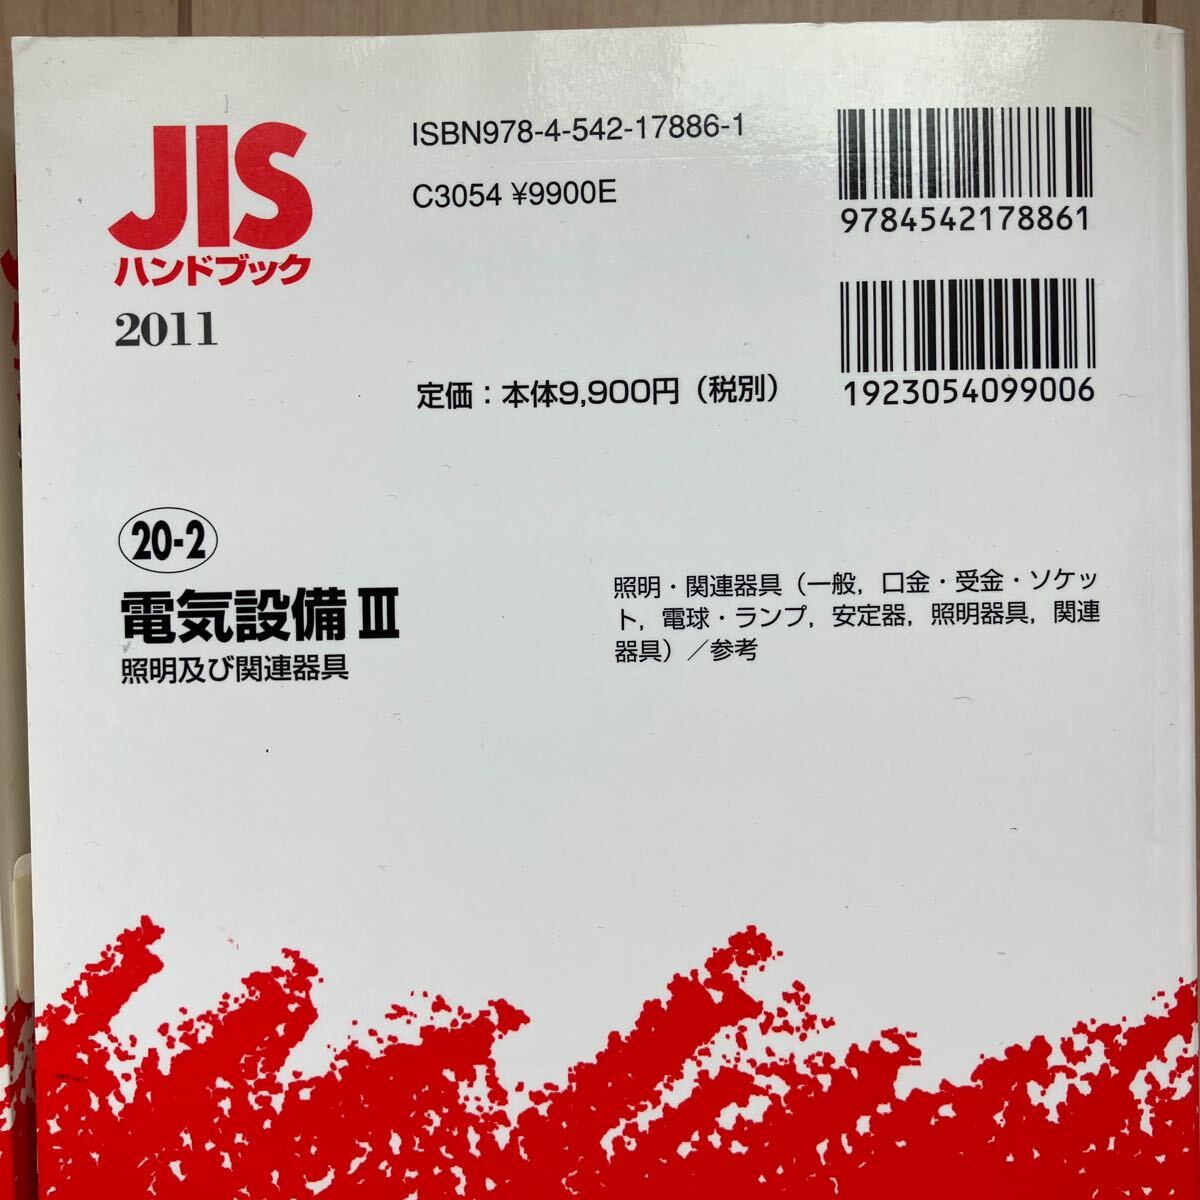 JIS
ハンドブック
2011
ISBN978-4-542-17886-1
C3054 ¥9900E
定価：本体9,900円（税別）
9784542178861
1923054099006
20-2
電気設備Ⅲ
照明及び関連器具
照明・関連器具（一般，口金・受金・ソケッ
ト，電球・ランプ，安定器，照明器具，関連
器具）／参考